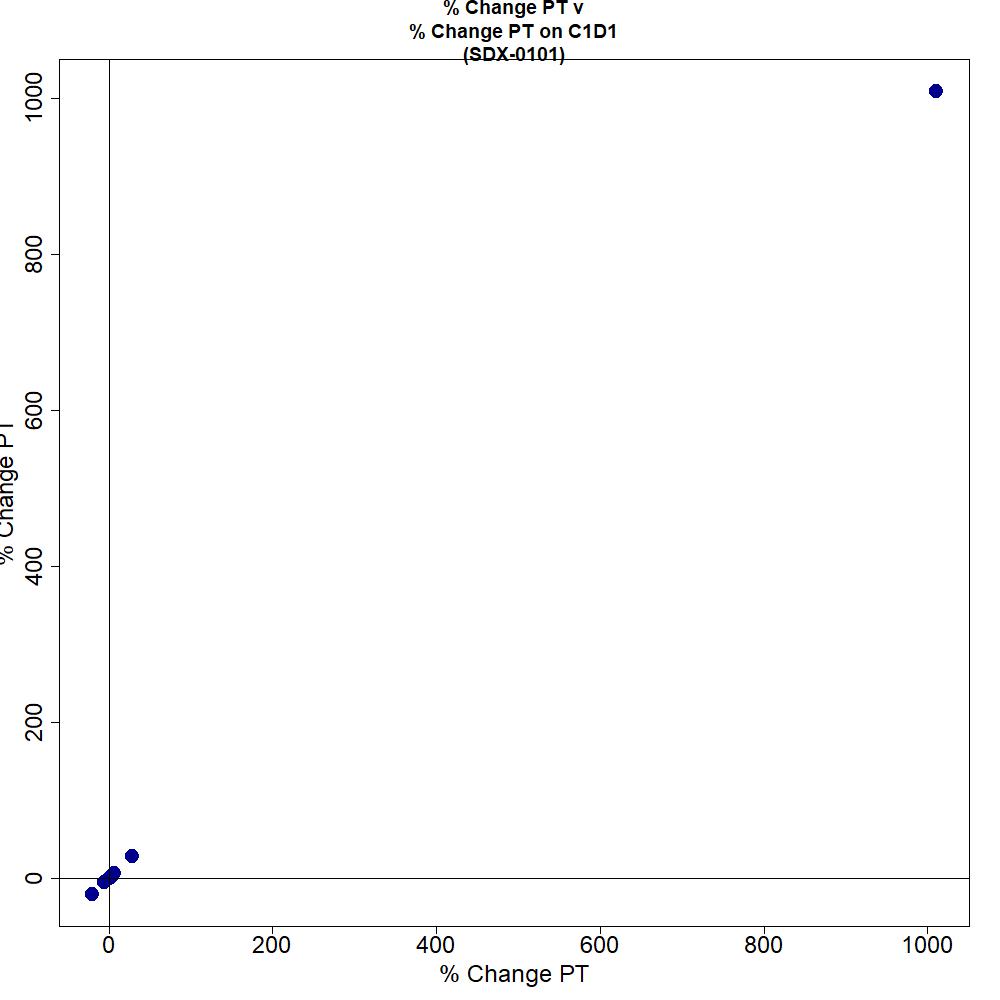 % Change PT v
% Change PT on C1D1
(SDX-0101)
1000
800
600
400
200
0
% Change PT
0 200 400 600 800 1000
% Change PT